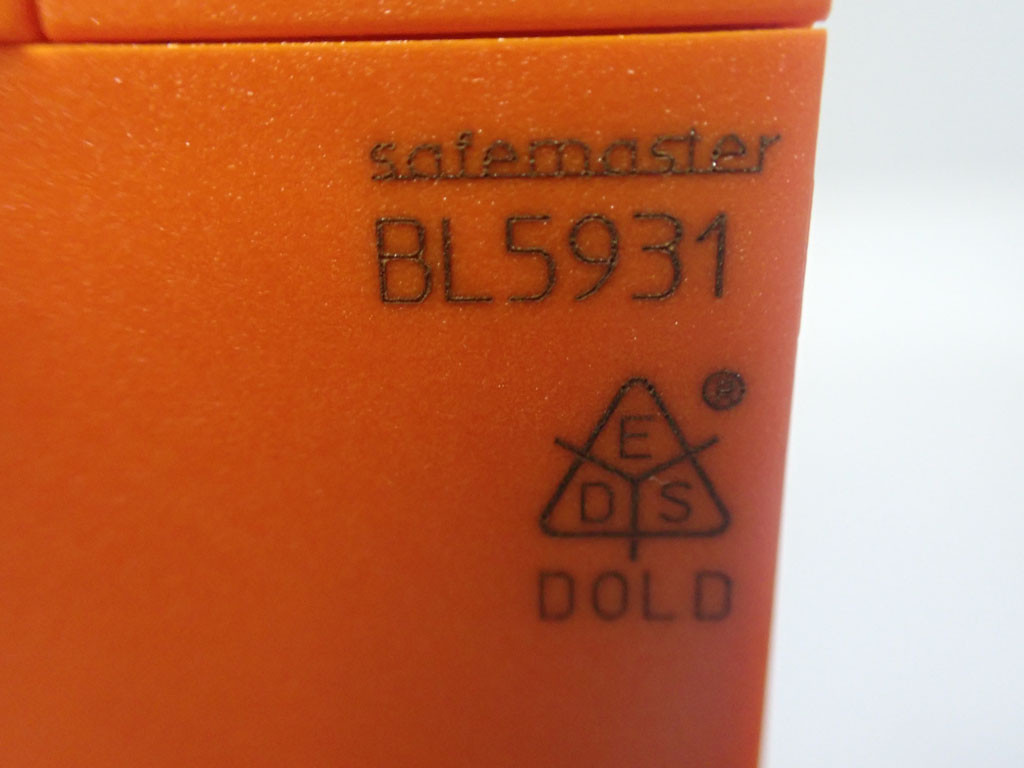 safemaster
BL5931
®
E
D S
DOLD